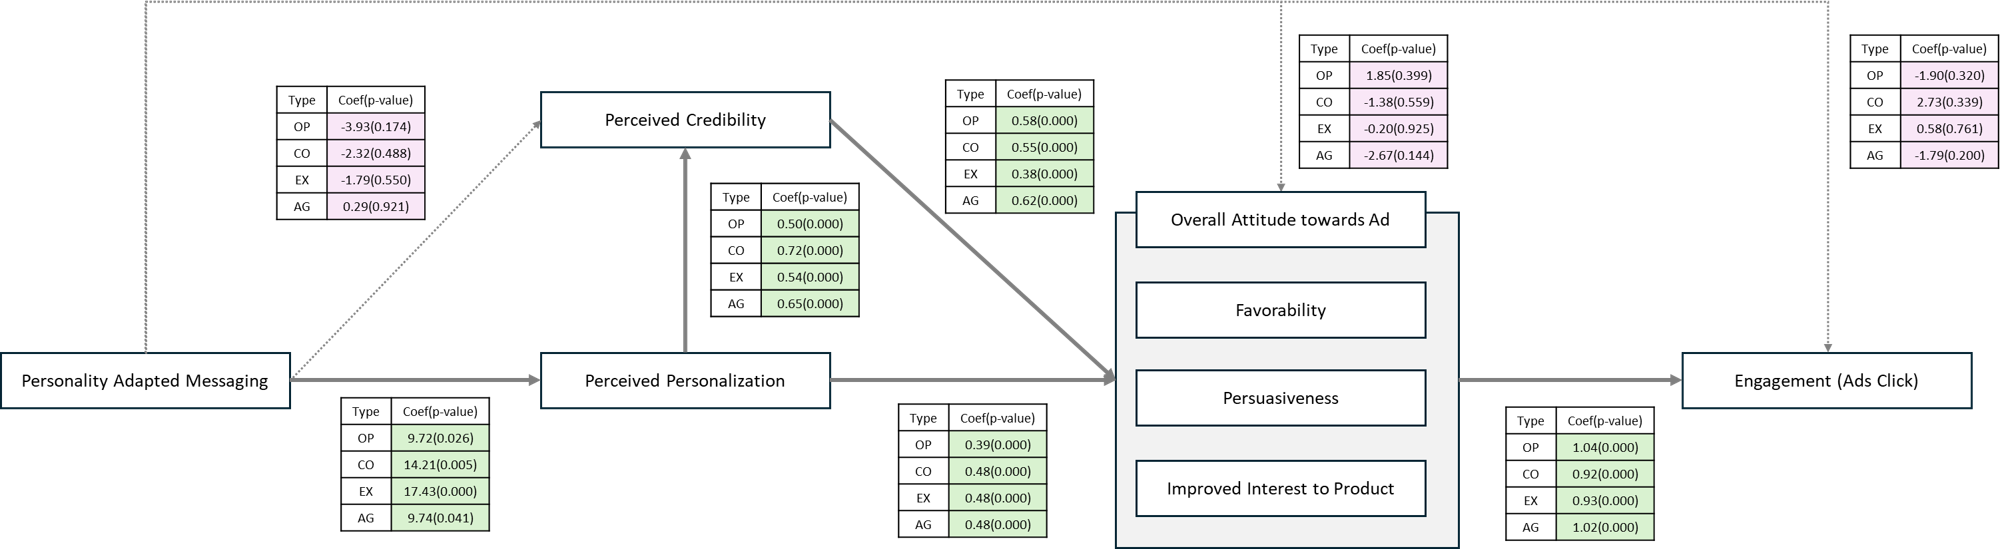 Type Coef(p-value)
OP -3.93(0.174)
CO -2.32(0.488)
EX -1.79(0.550)
AG 0.29(0.921)
Perceived Credibility
Type Coef(p-value)
OP 0.50(0.000)
CO 0.72(0.000)
EX 0.54(0.000)
AG 0.65(0.000)
Type Coef(p-value)
OP 0.58(0.000)
CO 0.55(0.000)
EX 0.38(0.000)
AG 0.62(0.000)
Type Coef(p-value)
OP 1.85(0.399)
CO -1.38(0.559)
EX -0.20(0.925)
AG -2.67(0.144)
Type Coef(p-value)
OP -1.90(0.320)
CO 2.73(0.339)
EX 0.58(0.761)
AG -1.79(0.200)
Personality Adapted Messaging
Type Coef(p-value)
OP 9.72(0.026)
CO 14.21(0.005)
EX 17.43(0.000)
AG 9.74(0.041)
Perceived Personalization
Type Coef(p-value)
OP 0.39(0.000)
CO 0.48(0.000)
EX 0.48(0.000)
AG 0.48(0.000)
Overall Attitude towards Ad
Favorability
Persuasiveness
Improved Interest to Product
Type Coef(p-value)
OP 1.04(0.000)
CO 0.92(0.000)
EX 0.93(0.000)
AG 1.02(0.000)
Engagement (Ads Click)